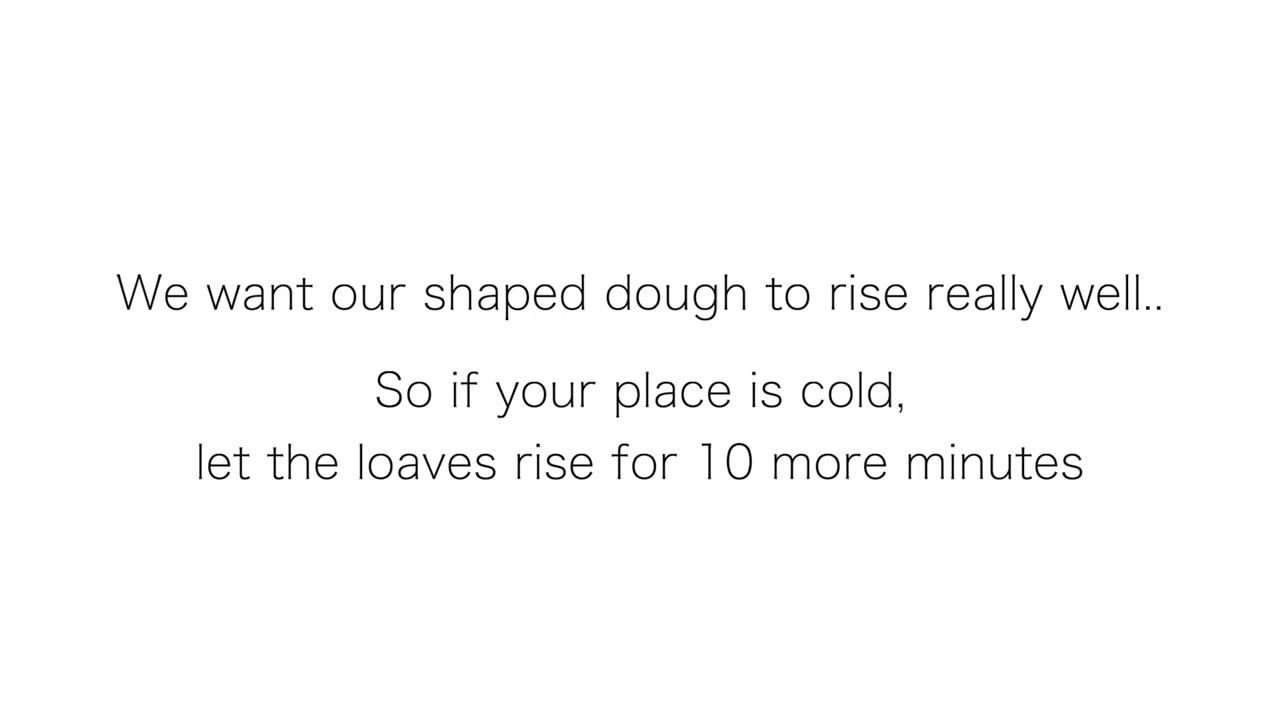 We want our shaped dough to rise really well..
So if your place is cold,
let the loaves rise for 10 more minutes